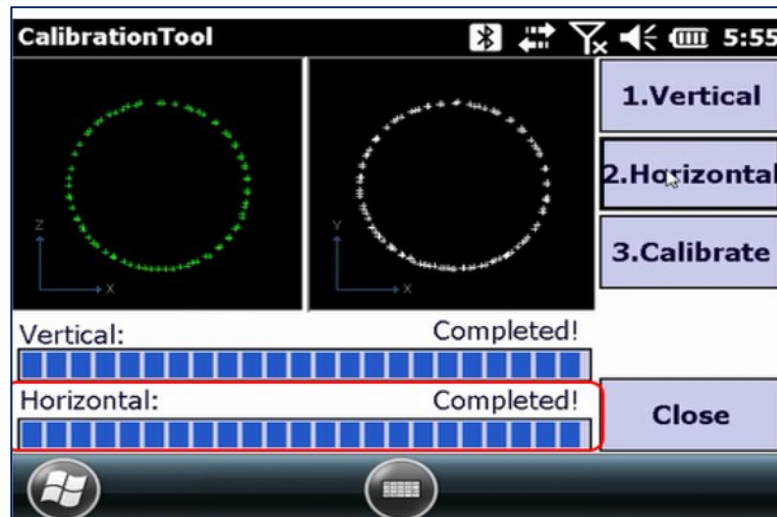 CalibrationTool
5:55
1.Vertical
2.Horizontal
3.Calibrate
Z
X
Y
X
Vertical: Completed!
Horizontal: Completed!
Close